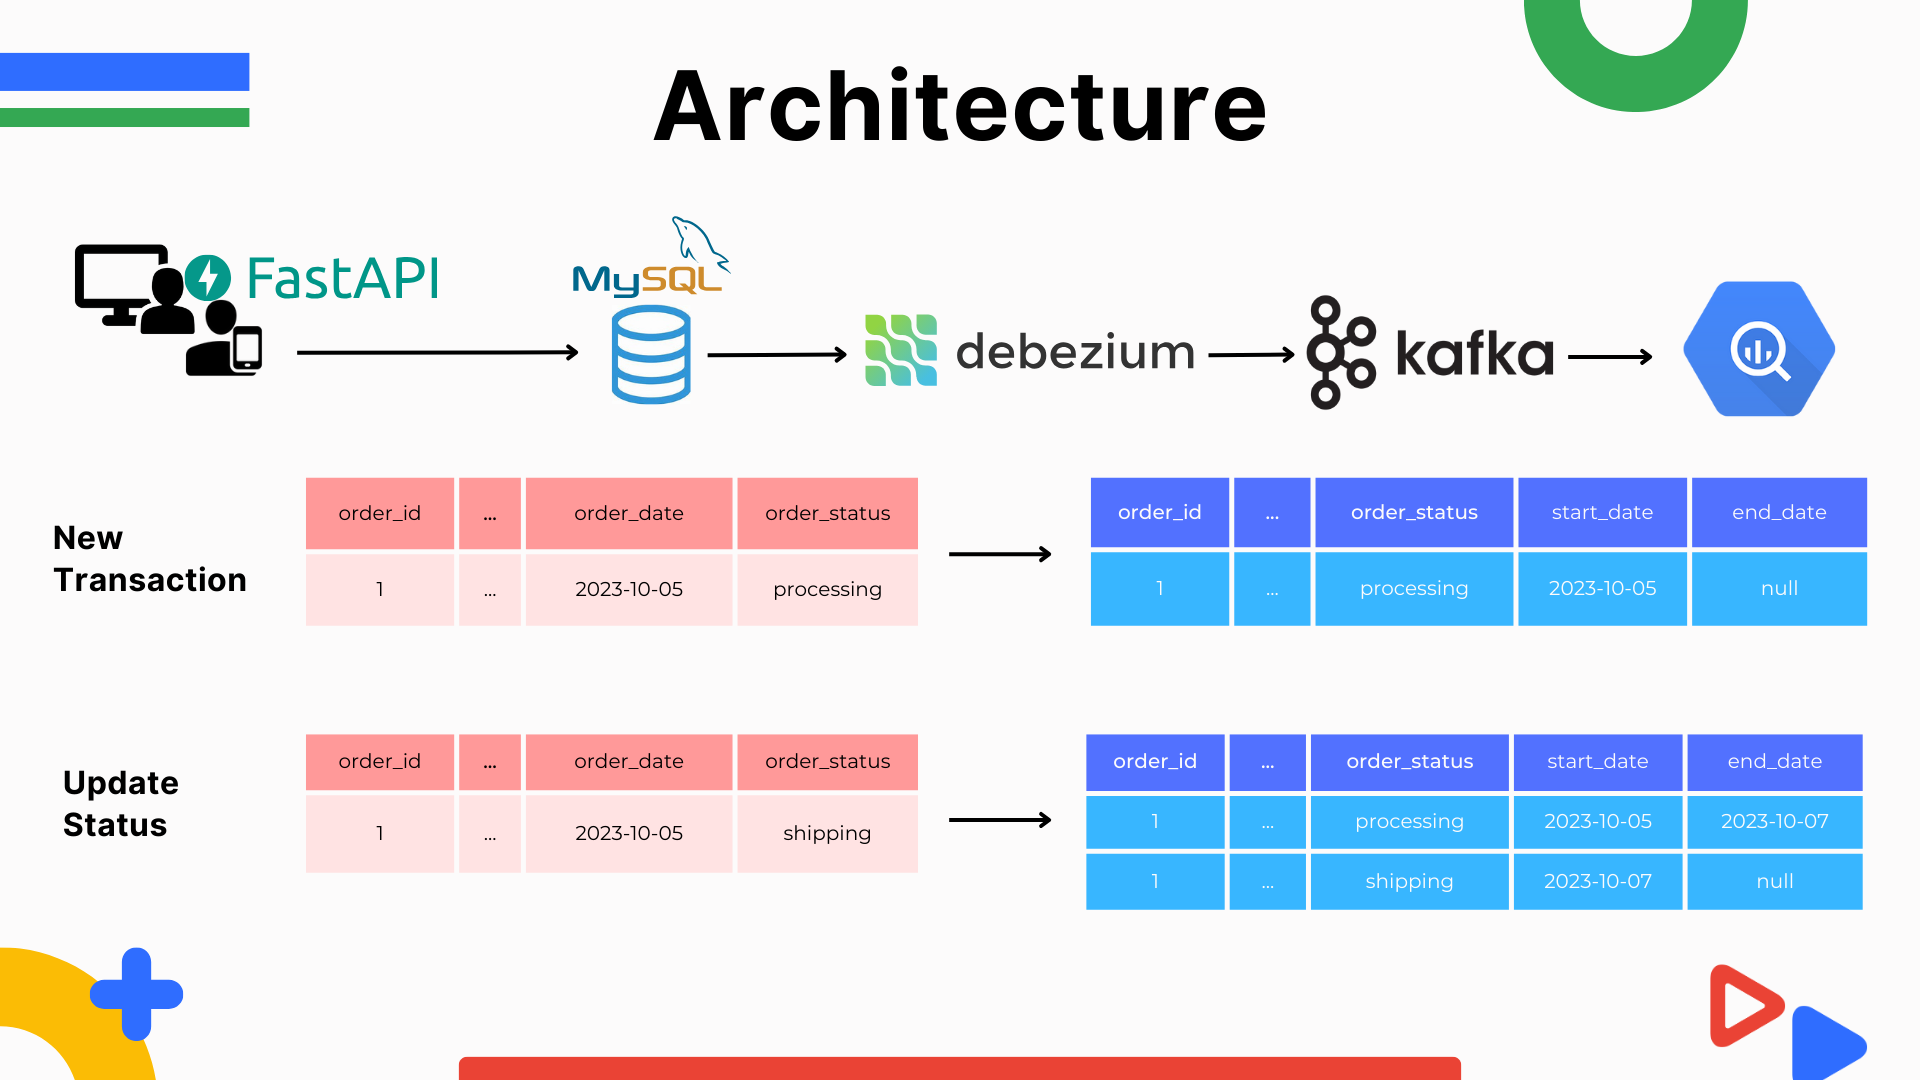 Architecture
FastAPI
MySQL
debezium
kafka
New
Transaction
order_id ... order_date order_status
1 ... 2023-10-05 processing
order_id ... order_status start_date end_date
1 ... processing 2023-10-05 null
Update
Status
order_id ... order_date order_status
1 ... 2023-10-05 shipping
order_id ... order_status start_date end_date
1 ... processing 2023-10-05 2023-10-07
1 ... shipping 2023-10-07 null